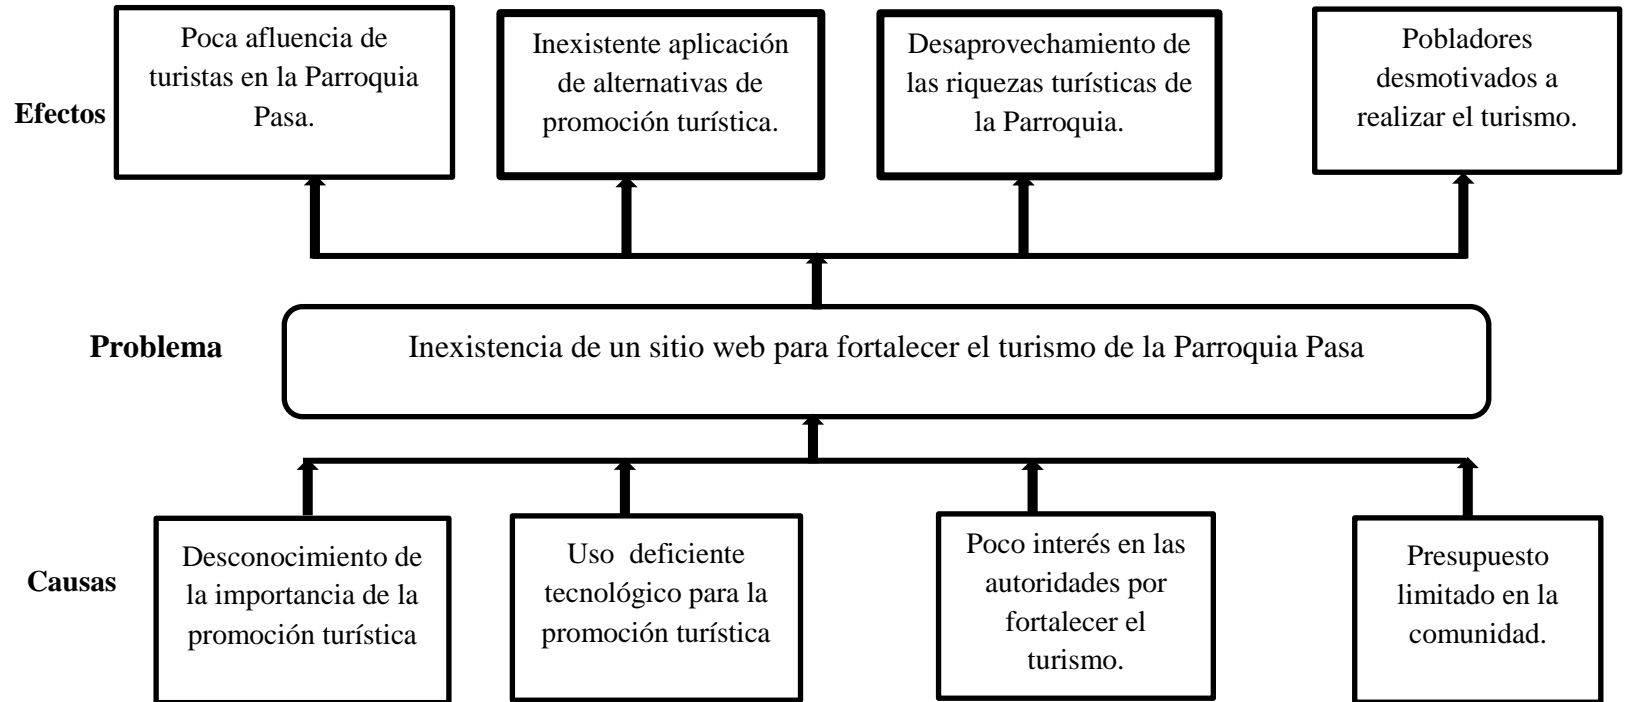 Efectos
Poca afluencia de
turistas en la Parroquia
Pasa.
Inexistente aplicación
de alternativas de
promoción turística.
Desaprovechamiento de
las riquezas turísticas de
la Parroquia.
Pobladores
desmotivados a
realizar el turismo.
Problema
Inexistencia de un sitio web para fortalecer el turismo de la Parroquia Pasa
Causas
Desconocimiento de
la importancia de la
promoción turística
Uso deficiente
tecnológico para la
promoción turística
Poco interés en las
autoridades por
fortalecer el
turismo.
Presupuesto
limitado en la
comunidad.